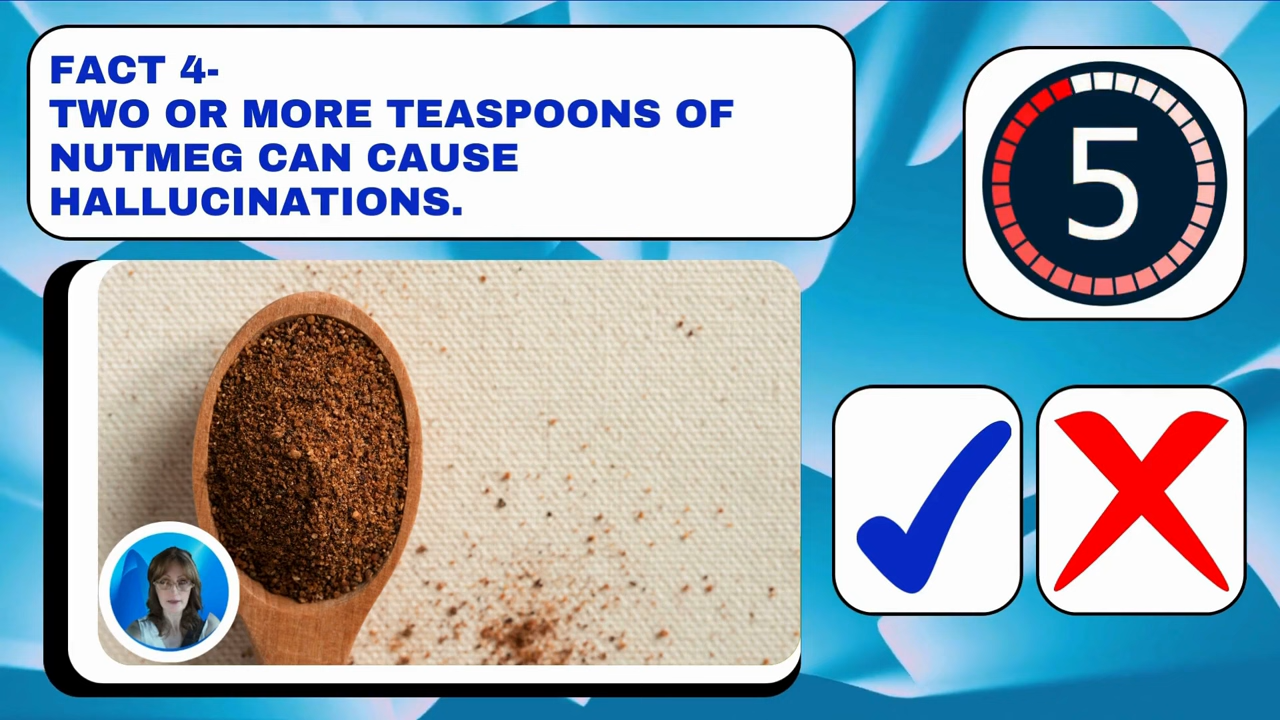 FACT 4-
TWO OR MORE TEASPOONS OF
NUTMEG CAN CAUSE
HALLUCINATIONS.
5